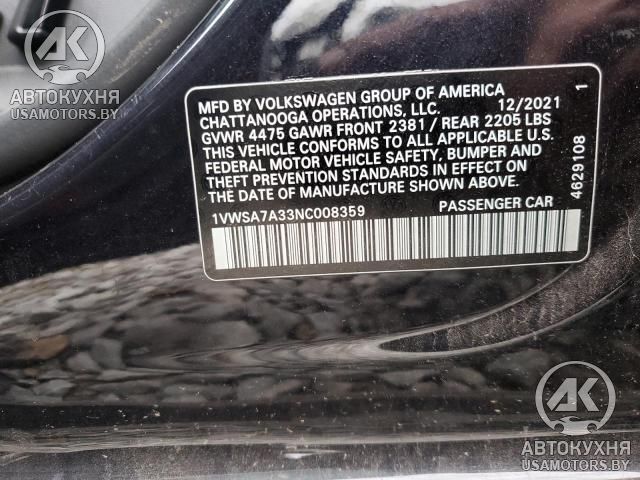 AK
АВТОКУХНЯ
USAMOTORS.BY
MFD BY VOLKSWAGEN GROUP OF AMERICA
CHATTANOOGA OPERATIONS, LLC. 12/2021 1
GVWR 4475 GAWR FRONT 2381 / REAR 2205 LBS
THIS VEHICLE CONFORMS TO ALL APPLICABLE U.S.
FEDERAL MOTOR VEHICLE SAFETY, BUMPER AND
THEFT PREVENTION STANDARDS IN EFFECT ON
THE DATE OF MANUFACTURE SHOWN ABOVE.
4629108
1VWSA7A33NC008359 PASSENGER CAR
AK
АВТОКУХНЯ
USAMOTORS.BY